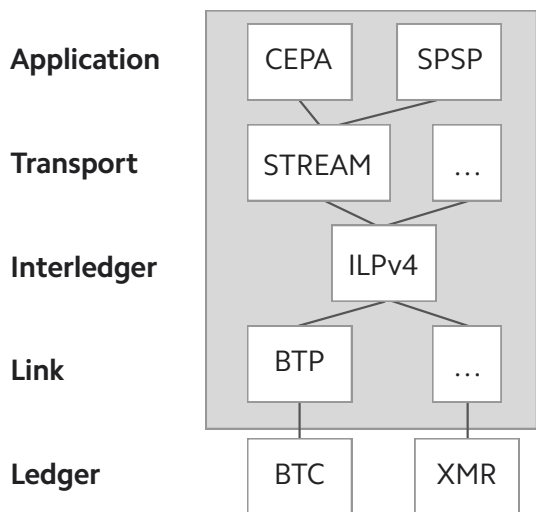 Application CEPA SPSP
Transport STREAM ...
Interledger ILPv4
Link BTP ...
Ledger BTC XMR